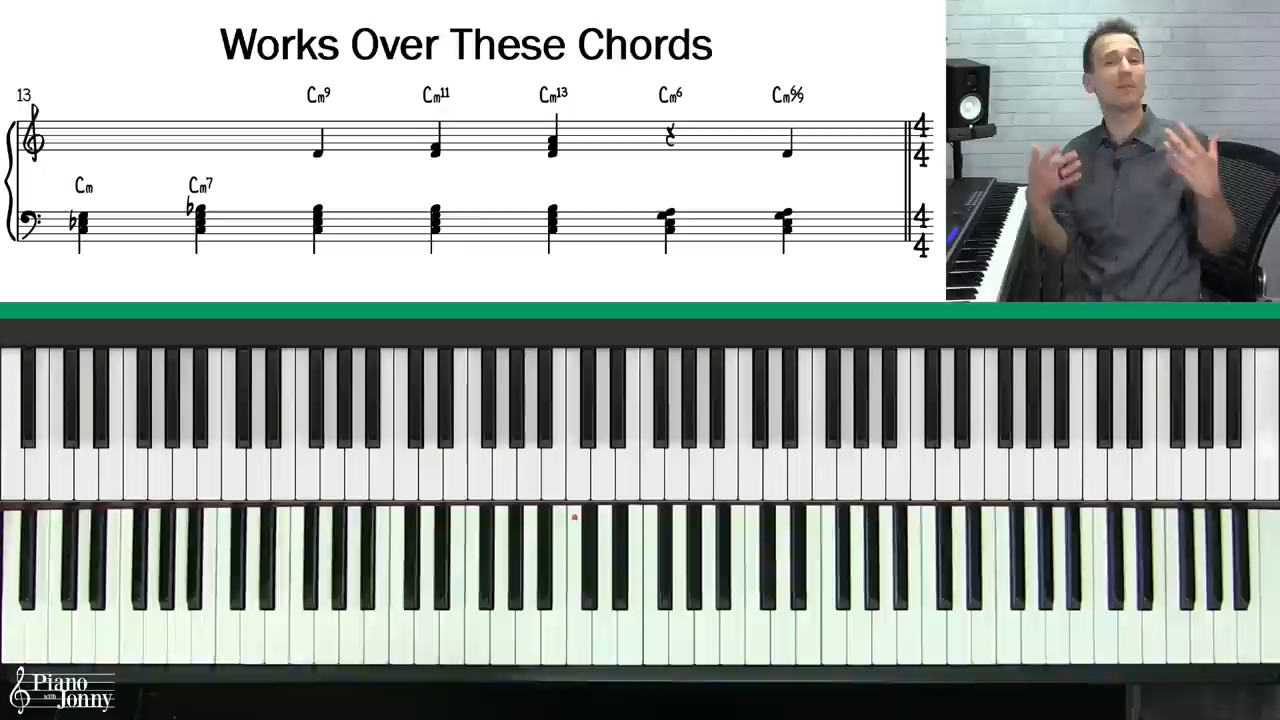 Works Over These Chords
13
Cm⁹ Cm¹¹ Cm¹³ Cm⁶ Cm⁶⁄₉
4
4
Cm Cm⁷
4
4
Piano
with
Jonny